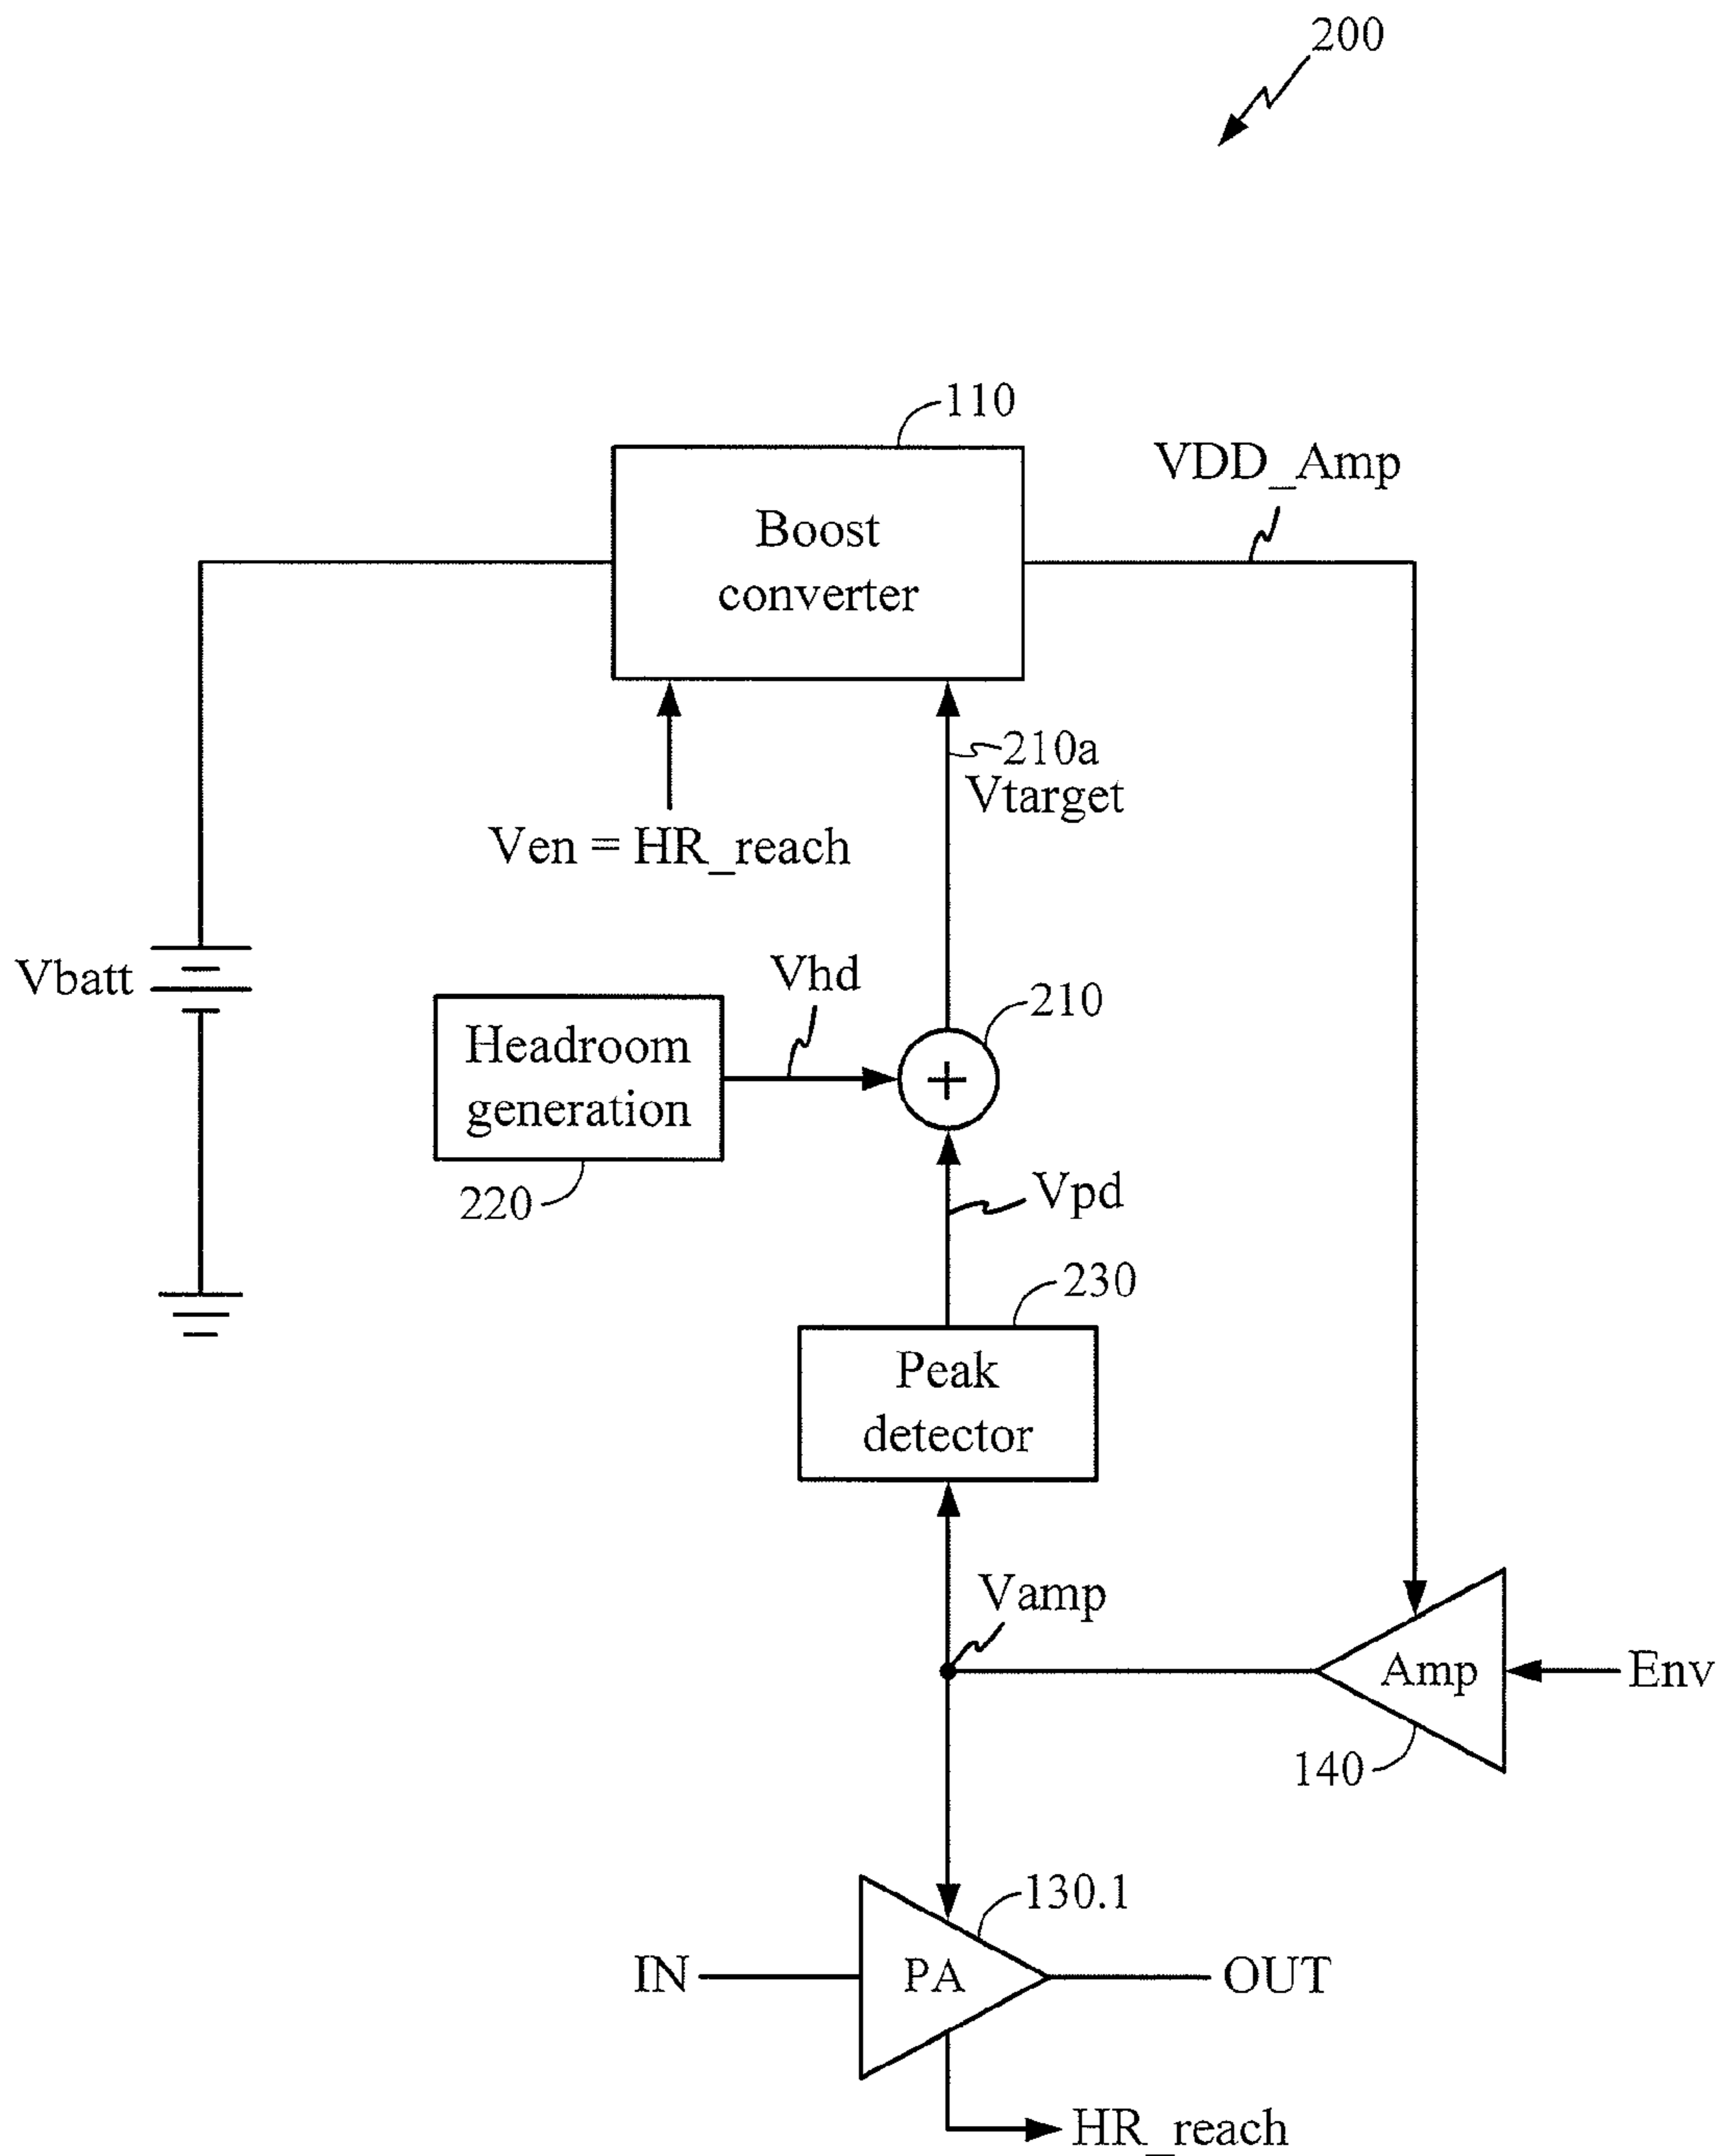 200
110
VDD_Amp
Boost
converter
210a
Vtarget
Ven = HR_reach
Vbatt
Vhd
210
Headroom
generation
+
220
Vpd
230
Peak
detector
Vamp
Amp
Env
140
130.1
IN
PA
OUT
HR_reach